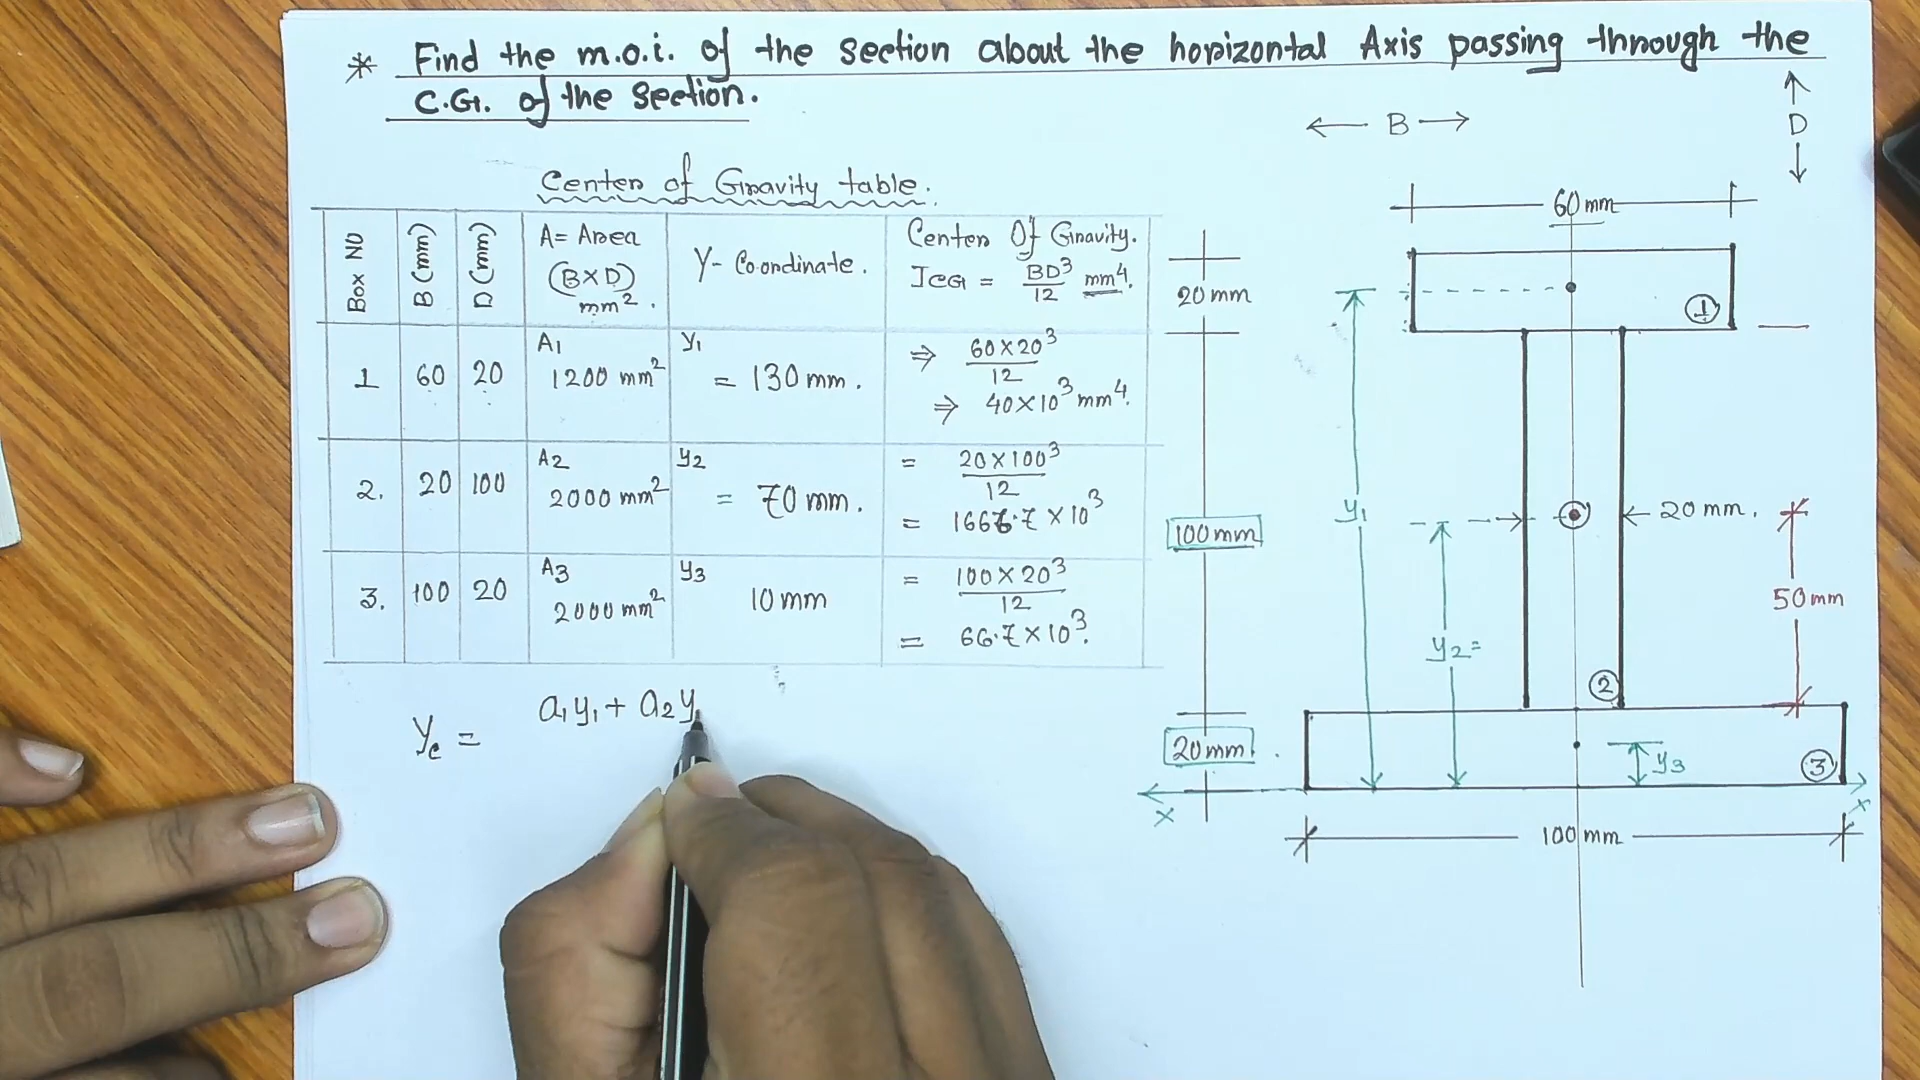 * Find the m.o.i. of the section about the horizontal Axis passing through the
C.G. of the section.
Center of Gravity table.
Box NO
B (mm)
D (mm)
A = Area
(B×D)
mm².
Y- Coordinate.
Center Of Gravity.
ICG = BD³/12 mm⁴.
1
60
20
A1
1200 mm²
y1
= 130 mm.
⇒ 60×20³/12
⇒ 40×10³ mm⁴.
2.
20
100
A2
2000 mm²
y2
= 70 mm.
= 20×100³/12
= 1666.7 × 10³
3.
100
20
A3
2000 mm²
y3
10 mm
= 100×20³/12
= 66.7×10³.
Yc = a1y1 + a2y
← B →
D
60 mm
20 mm
1
y1
100 mm
20 mm.
50 mm
y2=
2
20 mm
y3
3
x
x
100 mm